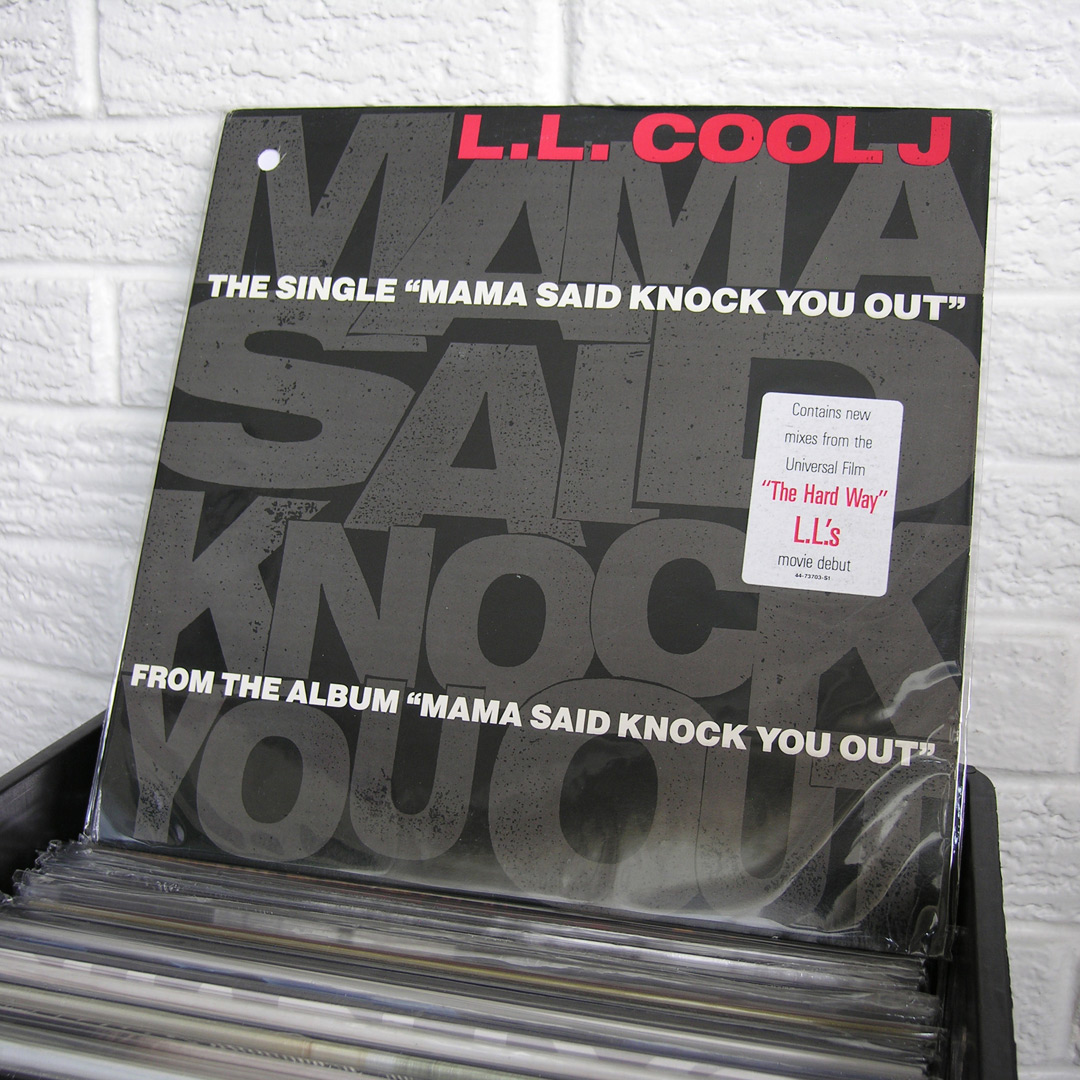 L.L. COOL J
MAMA
THE SINGLE “MAMA SAID KNOCK YOU OUT”
SAID
Contains new
mixes from the
Universal Film
“The Hard Way”
L.L.’s
movie debut
44-73703-S1
KNOCK
FROM THE ALBUM “MAMA SAID KNOCK YOU OUT”
YOU OUT